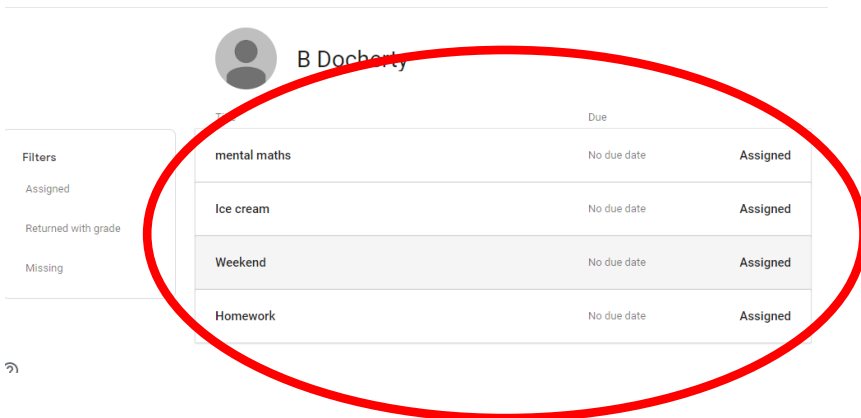 B Docherty
Title Due
Filters
mental maths No due date Assigned
Assigned
Ice cream No due date Assigned
Returned with grade
Weekend No due date Assigned
Missing
Homework No due date Assigned